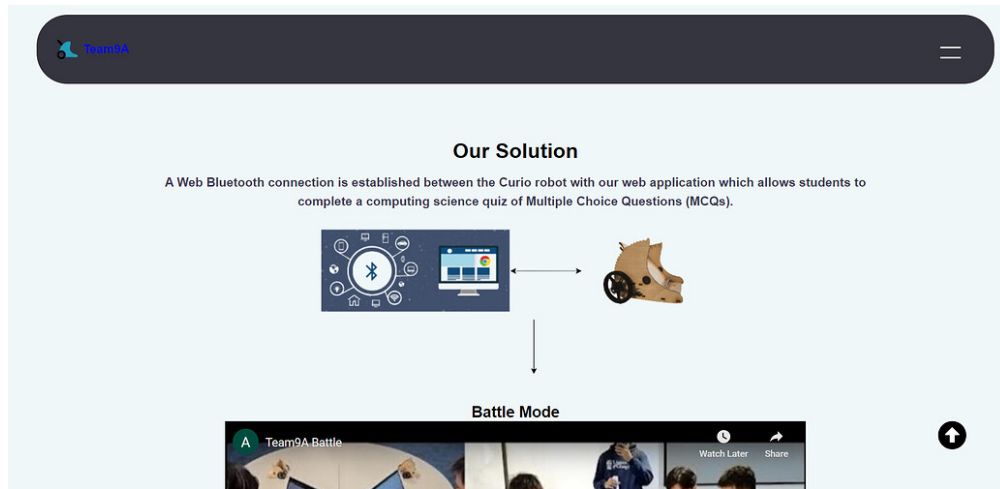 Team9A
Our Solution
A Web Bluetooth connection is established between the Curio robot with our web application which allows students to
complete a computing science quiz of Multiple Choice Questions (MCQs).
Battle Mode
A Team9A Battle
Watch Later Share